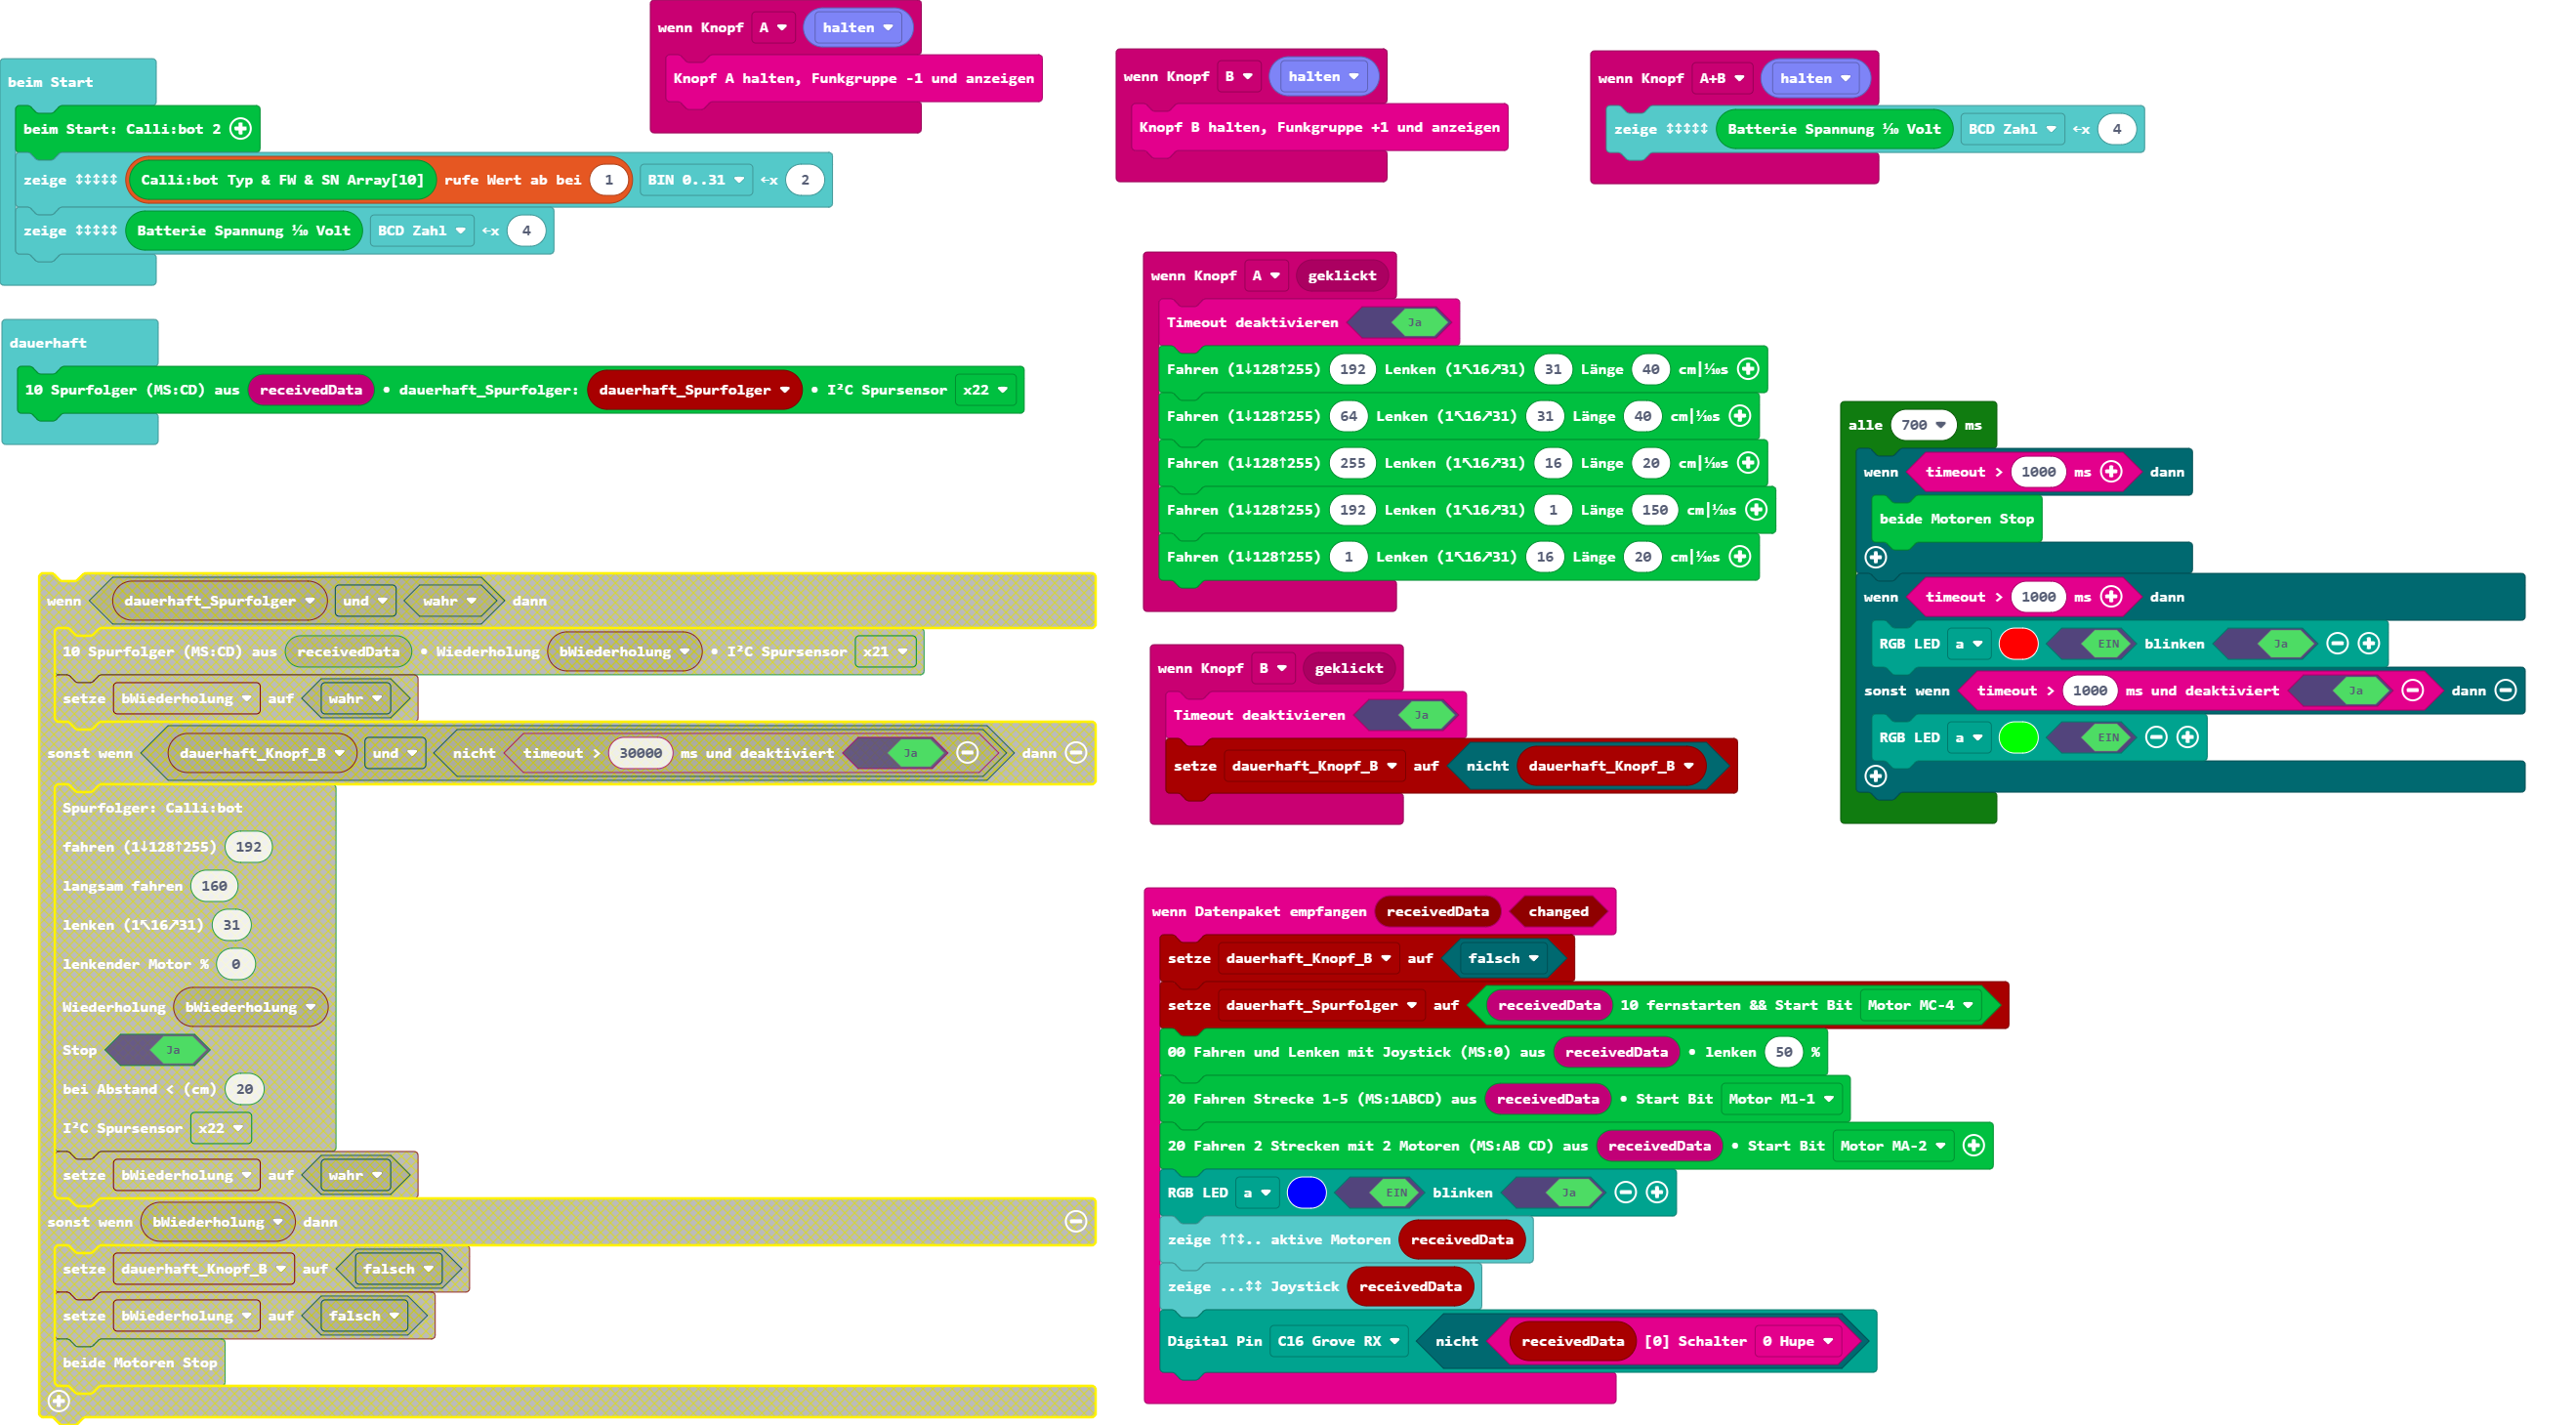 wenn Knopf A halten
Knopf A halten, Funkgruppe -1 und anzeigen
beim Start
beim Start: Calli:bot 2
zeige ↕↕↕↕↕ Calli:bot Typ & FW & SN Array[10] rufe Wert ab bei 1 BIN 0..31 ←x 2
zeige ↕↕↕↕↕ Batterie Spannung ⅒ Volt BCD Zahl ←x 4
dauerhaft
10 Spurfolger (MS:CD) aus receivedData • dauerhaft_Spurfolger: dauerhaft_Spurfolger • I²C Spursensor x22
wenn dauerhaft_Spurfolger und wahr dann
10 Spurfolger (MS:CD) aus receivedData • Wiederholung bWiederholung • I²C Spursensor x21
setze bWiederholung auf wahr
sonst wenn dauerhaft_Knopf_B und nicht timeout > 30000 ms und deaktiviert Ja dann
Spurfolger: Calli:bot
fahren (1↓128↑255) 192
langsam fahren 160
lenken (1↖16↗31) 31
lenkender Motor % 0
Wiederholung bWiederholung
Stop Ja
bei Abstand < (cm) 20
I²C Spursensor x22
setze bWiederholung auf wahr
sonst wenn bWiederholung dann
setze dauerhaft_Knopf_B auf falsch
setze bWiederholung auf falsch
beide Motoren Stop
wenn Knopf B halten
Knopf B halten, Funkgruppe +1 und anzeigen
wenn Knopf A+B halten
zeige ↕↕↕↕↕ Batterie Spannung ⅒ Volt BCD Zahl ←x 4
wenn Knopf A geklickt
Timeout deaktivieren Ja
Fahren (1↓128↑255) 192 Lenken (1↖16↗31) 31 Länge 40 cm|⅒s
Fahren (1↓128↑255) 64 Lenken (1↖16↗31) 31 Länge 40 cm|⅒s
Fahren (1↓128↑255) 255 Lenken (1↖16↗31) 16 Länge 20 cm|⅒s
Fahren (1↓128↑255) 192 Lenken (1↖16↗31) 1 Länge 150 cm|⅒s
Fahren (1↓128↑255) 1 Lenken (1↖16↗31) 16 Länge 20 cm|⅒s
wenn Knopf B geklickt
Timeout deaktivieren Ja
setze dauerhaft_Knopf_B auf nicht dauerhaft_Knopf_B
alle 700 ms
wenn timeout > 1000 ms dann
beide Motoren Stop
wenn timeout > 1000 ms dann
RGB LED a EIN blinken Ja
sonst wenn timeout > 1000 ms und deaktiviert Ja dann
RGB LED a EIN
wenn Datenpaket empfangen receivedData changed
setze dauerhaft_Knopf_B auf falsch
setze dauerhaft_Spurfolger auf receivedData 10 fernstarten && Start Bit Motor MC-4
00 Fahren und Lenken mit Joystick (MS:0) aus receivedData • lenken 50 %
20 Fahren Strecke 1-5 (MS:1ABCD) aus receivedData • Start Bit Motor M1-1
20 Fahren 2 Strecken mit 2 Motoren (MS:AB CD) aus receivedData • Start Bit Motor MA-2
RGB LED a EIN blinken Ja
zeige ↑↑↕.. aktive Motoren receivedData
zeige ...↕↕ Joystick receivedData
Digital Pin C16 Grove RX nicht receivedData [0] Schalter 0 Hupe